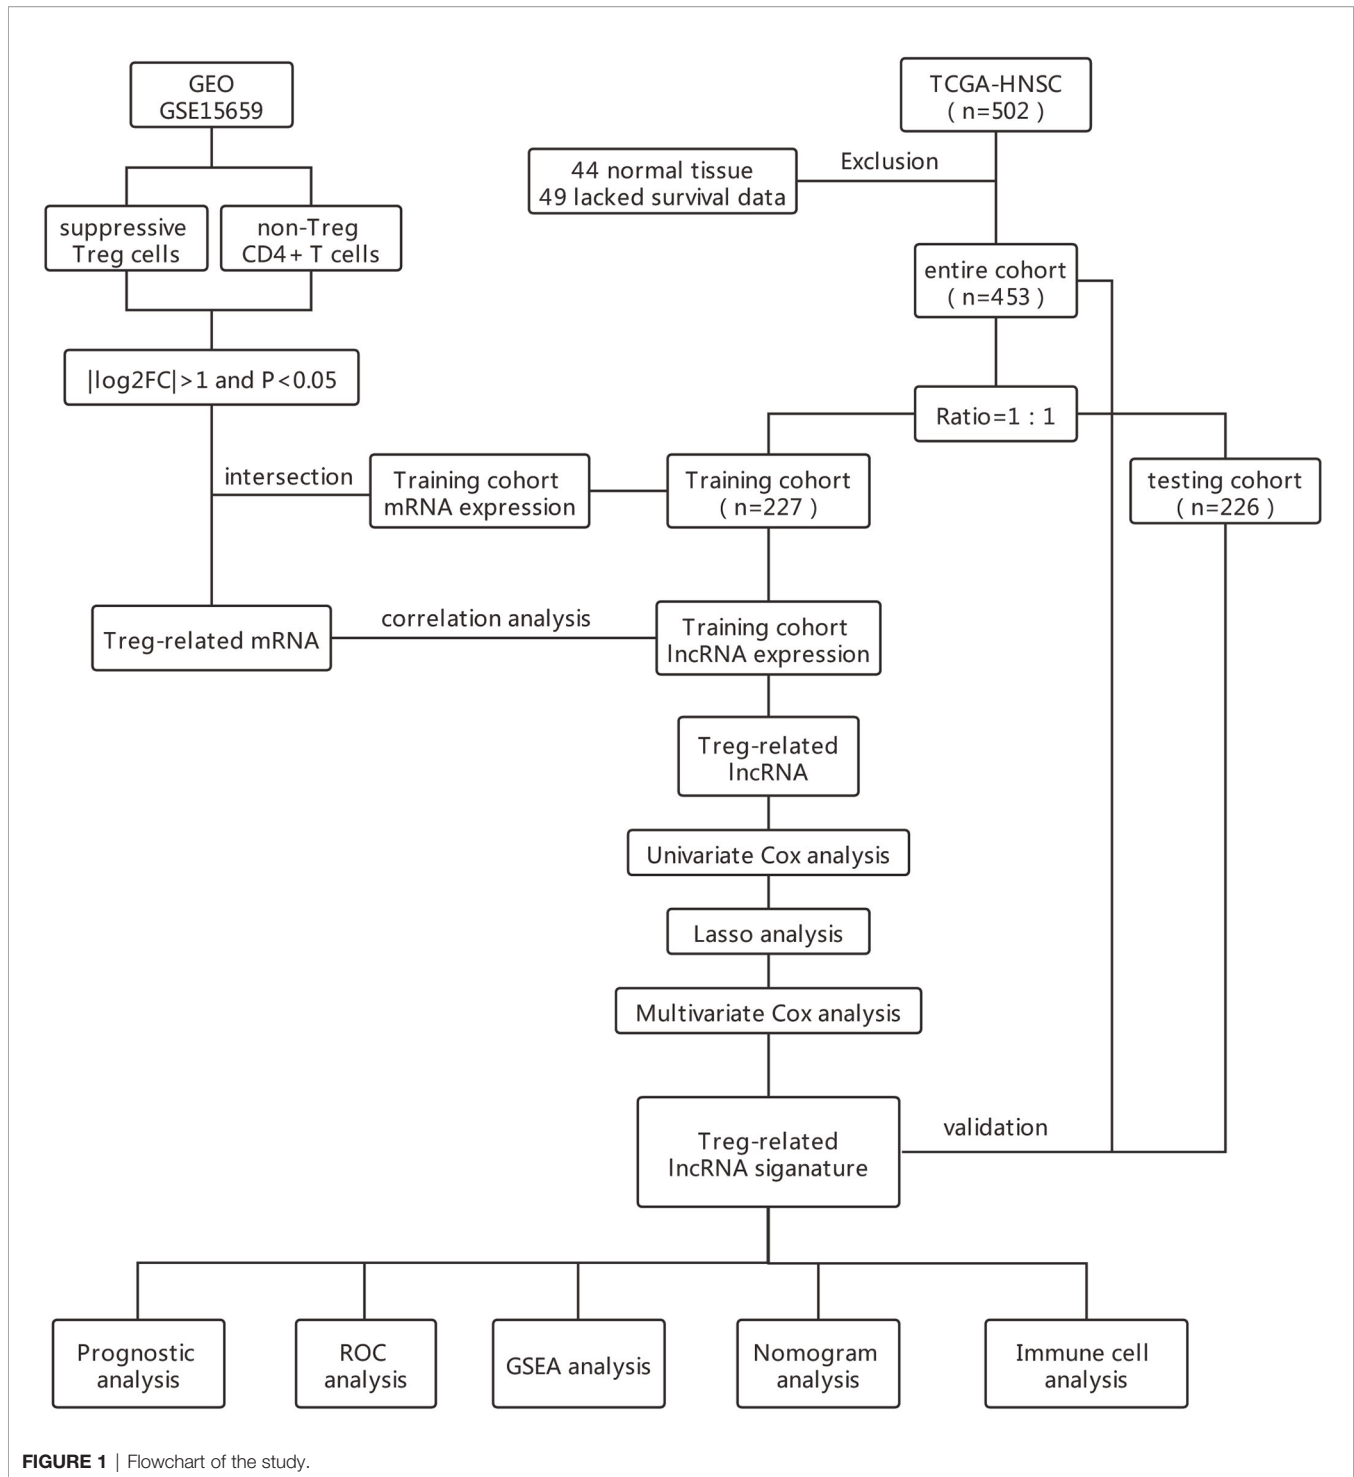 GEO
GSE15659
TCGA-HNSC
( n=502 )
44 normal tissue
49 lacked survival data
Exclusion
suppressive
Treg cells
non-Treg
CD4+ T cells
entire cohort
( n=453 )
|log2FC|>1 and P<0.05
Ratio=1 : 1
intersection
Training cohort
mRNA expression
Training cohort
( n=227 )
testing cohort
( n=226 )
Treg-related mRNA
correlation analysis
Training cohort
lncRNA expression
Treg-related
lncRNA
Univariate Cox analysis
Lasso analysis
Multivariate Cox analysis
Treg-related
lncRNA siganature
validation
Prognostic
analysis
ROC
analysis
GSEA analysis
Nomogram
analysis
Immune cell
analysis
FIGURE 1 | Flowchart of the study.